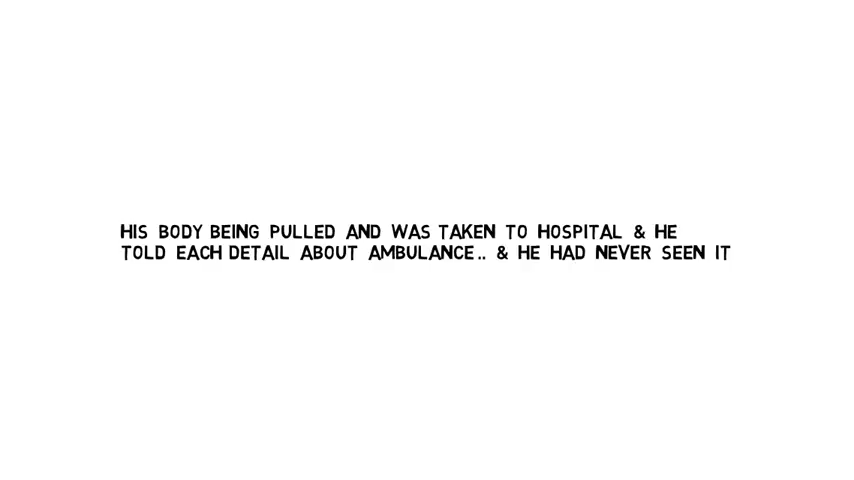 HIS BODY BEING PULLED AND WAS TAKEN TO HOSPITAL & HE
TOLD EACH DETAIL ABOUT AMBULANCE.. & HE HAD NEVER SEEN IT